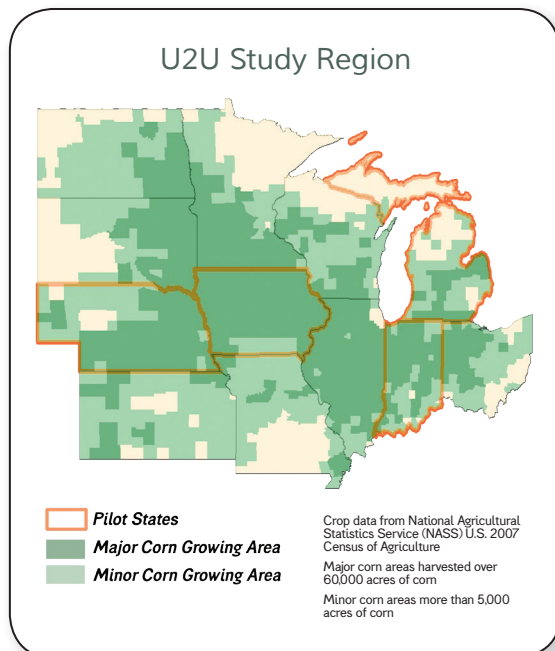 U2U Study Region
Pilot States
Major Corn Growing Area
Minor Corn Growing Area
Crop data from National Agricultural
Statistics Service (NASS) U.S. 2007
Census of Agriculture
Major corn areas harvested over
60,000 acres of corn
Minor corn areas more than 5,000
acres of corn